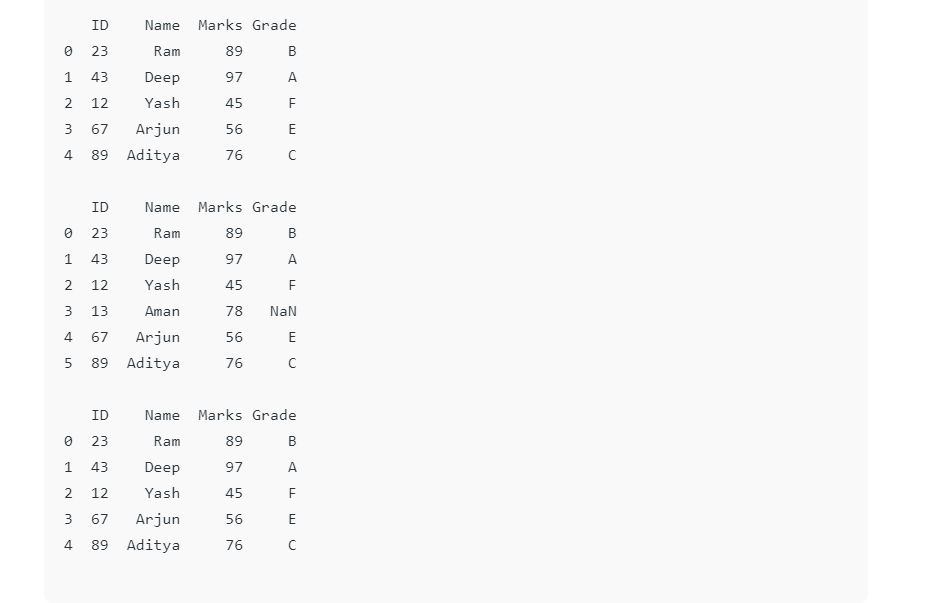 ID Name Marks Grade
0 23 Ram 89 B
1 43 Deep 97 A
2 12 Yash 45 F
3 67 Arjun 56 E
4 89 Aditya 76 C
ID Name Marks Grade
0 23 Ram 89 B
1 43 Deep 97 A
2 12 Yash 45 F
3 13 Aman 78 NaN
4 67 Arjun 56 E
5 89 Aditya 76 C
ID Name Marks Grade
0 23 Ram 89 B
1 43 Deep 97 A
2 12 Yash 45 F
3 67 Arjun 56 E
4 89 Aditya 76 C